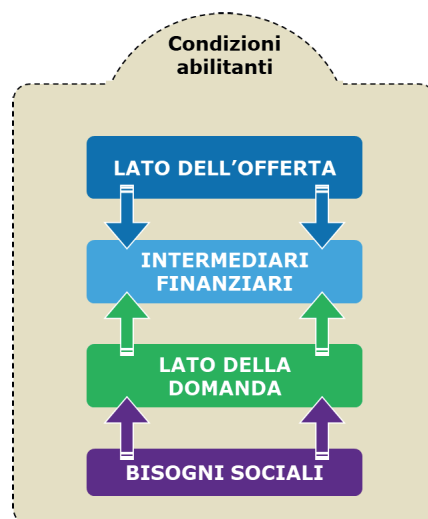 Condizioni
abilitanti
LATO DELL’OFFERTA
INTERMEDIARI
FINANZIARI
LATO DELLA
DOMANDA
BISOGNI SOCIALI